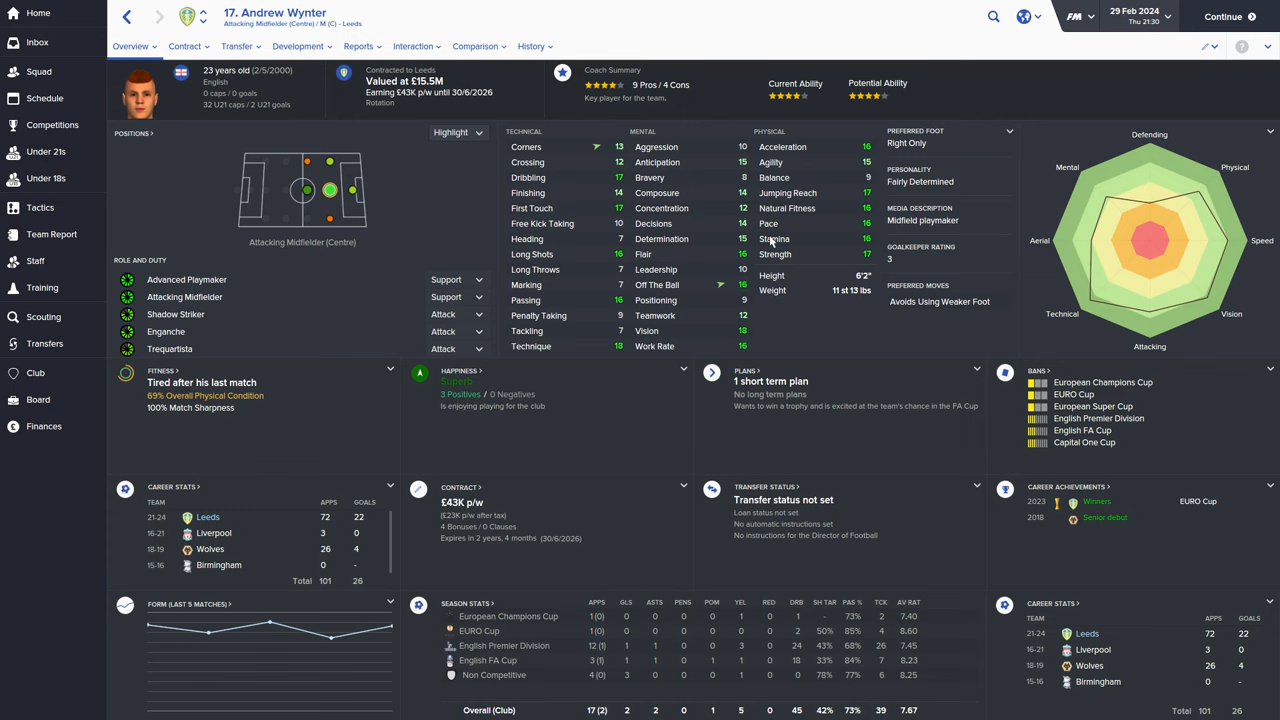 Home
Inbox
Squad
Schedule
Competitions
Under 21s
Under 18s
Tactics
Team Report
Staff
Training
Scouting
Transfers
Club
Board
Finances
17. Andrew Wynter
Attacking Midfielder (Centre) / M (C) - Leeds
FM
29 Feb 2024
Thu 21:30
Continue
Overview
Contract
Transfer
Development
Reports
Interaction
Comparison
History
23 years old (2/5/2000)
English
0 caps / 0 goals
32 U21 caps / 2 U21 goals
Contracted to Leeds
Valued at £15.5M
Earning £43K p/w until 30/6/2026
Rotation
Coach Summary
9 Pros / 4 Cons
Key player for the team.
Current Ability
Potential Ability
POSITIONS
Highlight
Attacking Midfielder (Centre)
ROLE AND DUTY
Advanced Playmaker Support
Attacking Midfielder Support
Shadow Striker Attack
Enganche Attack
Trequartista Attack
TECHNICAL
Corners 13
Crossing 12
Dribbling 17
Finishing 14
First Touch 17
Free Kick Taking 10
Heading 7
Long Shots 16
Long Throws 7
Marking 7
Passing 16
Penalty Taking 9
Tackling 7
Technique 18
MENTAL
Aggression 10
Anticipation 15
Bravery 8
Composure 14
Concentration 12
Decisions 14
Determination 15
Flair 16
Leadership 10
Off The Ball 16
Positioning 9
Teamwork 12
Vision 18
Work Rate 16
PHYSICAL
Acceleration 16
Agility 15
Balance 9
Jumping Reach 17
Natural Fitness 16
Pace 16
Stamina 16
Strength 17
Height 6'2"
Weight 11 st 13 lbs
PREFERRED FOOT
Right Only
PERSONALITY
Fairly Determined
MEDIA DESCRIPTION
Midfield playmaker
GOALKEEPER RATING
3
PREFERRED MOVES
Avoids Using Weaker Foot
Defending
Mental
Physical
Aerial
Speed
Technical
Vision
Attacking
FITNESS
Tired after his last match
69% Overall Physical Condition
100% Match Sharpness
HAPPINESS
Superb
3 Positives / 0 Negatives
Is enjoying playing for the club
PLANS
1 short term plan
No long term plans
Wants to win a trophy and is excited at the team's chance in the FA Cup
BANS
European Champions Cup
EURO Cup
European Super Cup
English Premier Division
English FA Cup
Capital One Cup
CAREER STATS
TEAM APPS GOALS
21-24 Leeds 72 22
16-21 Liverpool 3 0
18-19 Wolves 26 4
15-16 Birmingham 0 -
Total 101 26
CONTRACT
£43K p/w
(£23K p/w after tax)
4 Bonuses / 0 Clauses
Expires in 2 years, 4 months (30/6/2026)
TRANSFER STATUS
Transfer status not set
Loan status not set
No automatic instructions set
No instructions for the Director of Football
CAREER ACHIEVEMENTS
2023 Winners EURO Cup
2018 Senior debut
FORM (LAST 5 MATCHES)
SEASON STATS APPS GLS ASTS PENS POM YEL RED DRB SH TAR PAS % TCK AV RAT
European Champions Cup 1 (0) 0 0 0 0 1 0 1 - 73% 2 7.40
EURO Cup 1 (0) 0 0 0 0 0 0 2 50% 85% 4 8.60
English Premier Division 12 (1) 1 1 0 0 3 0 24 43% 68% 26 7.45
English FA Cup 3 (1) 1 1 0 1 1 0 18 33% 84% 7 8.23
Non Competitive 4 (0) 3 0 0 1 0 0 0 78% 77% 6 8.25
Overall (Club) 17 (2) 2 2 0 1 5 0 45 42% 73% 39 7.67
CAREER STATS
TEAM APPS GOALS
21-24 Leeds 72 22
16-21 Liverpool 3 0
18-19 Wolves 26 4
15-16 Birmingham 0 -
Total 101 26